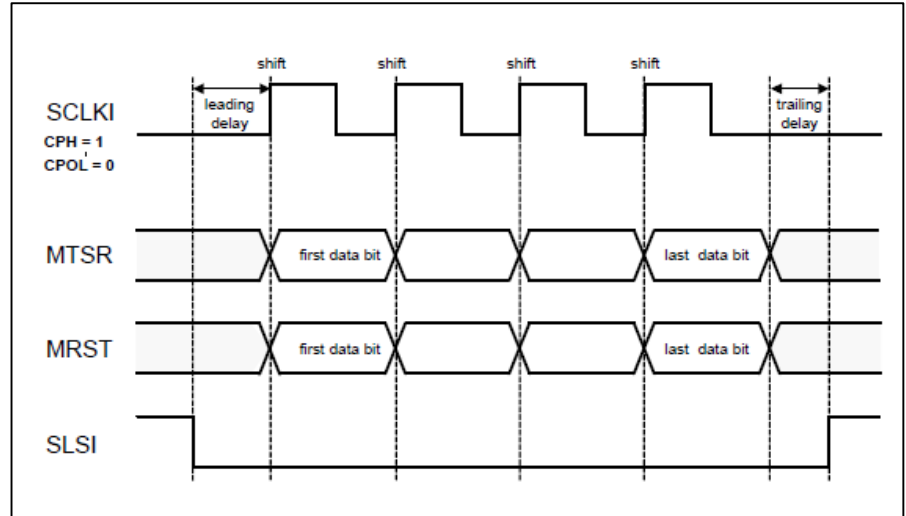 shift shift shift shift
SCLKI
leading
delay
trailing
delay
CPH = 1
CPOL = 0
MTSR
first data bit
last data bit
MRST
first data bit
last data bit
SLSI